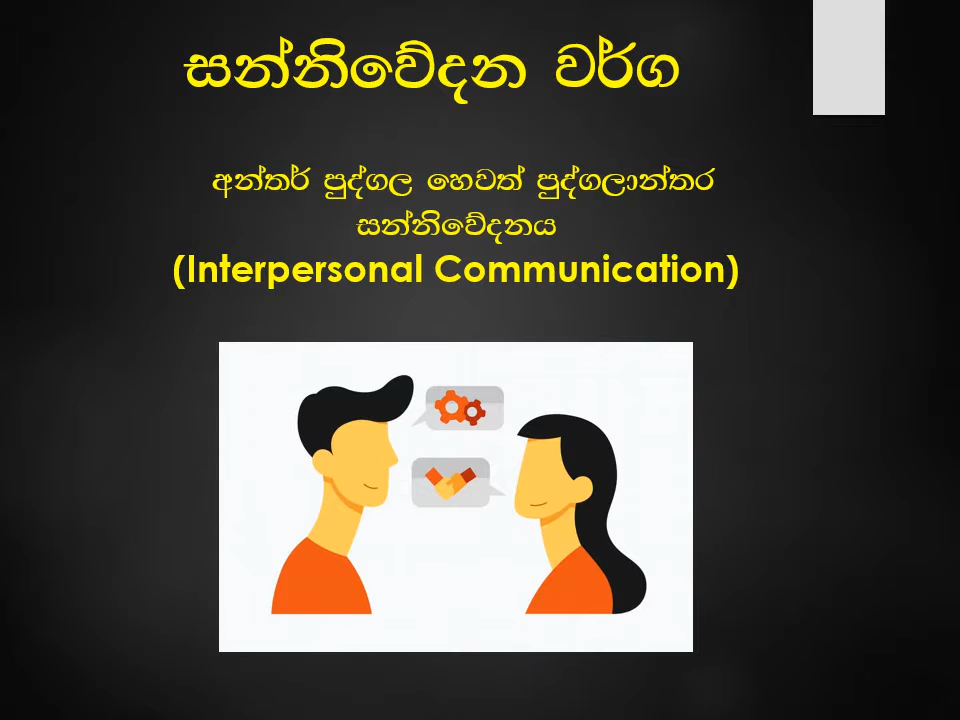 සන්නිවේදන වර්ග
අන්තර් පුද්ගල හෙවත් පුද්ගලාන්තර
සන්නිවේදනය
(Interpersonal Communication)